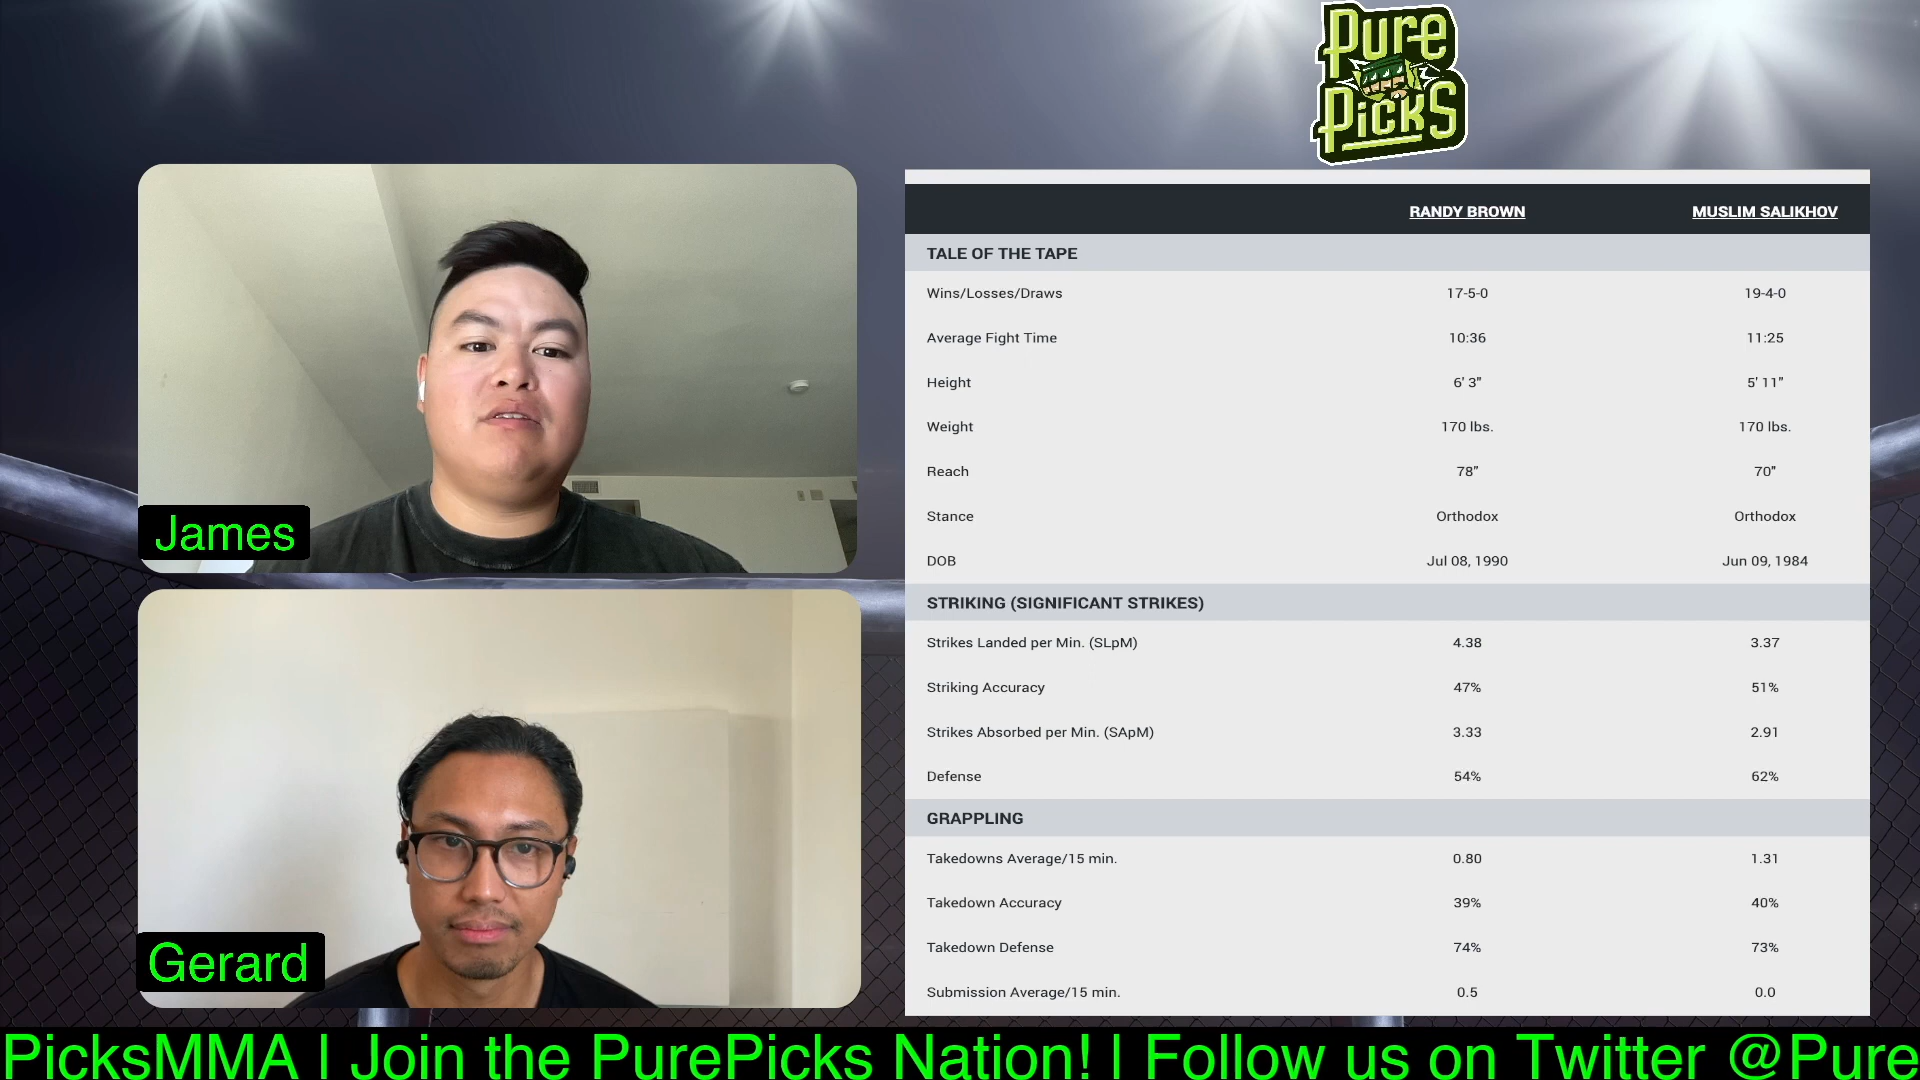 Pure
Picks
James
Gerard
RANDY BROWN MUSLIM SALIKHOV
TALE OF THE TAPE
Wins/Losses/Draws 17-5-0 19-4-0
Average Fight Time 10:36 11:25
Height 6' 3" 5' 11"
Weight 170 lbs. 170 lbs.
Reach 78" 70"
Stance Orthodox Orthodox
DOB Jul 08, 1990 Jun 09, 1984
STRIKING (SIGNIFICANT STRIKES)
Strikes Landed per Min. (SLpM) 4.38 3.37
Striking Accuracy 47% 51%
Strikes Absorbed per Min. (SApM) 3.33 2.91
Defense 54% 62%
GRAPPLING
Takedowns Average/15 min. 0.80 1.31
Takedown Accuracy 39% 40%
Takedown Defense 74% 73%
Submission Average/15 min. 0.5 0.0
PicksMMA | Join the PurePicks Nation! | Follow us on Twitter @Pure